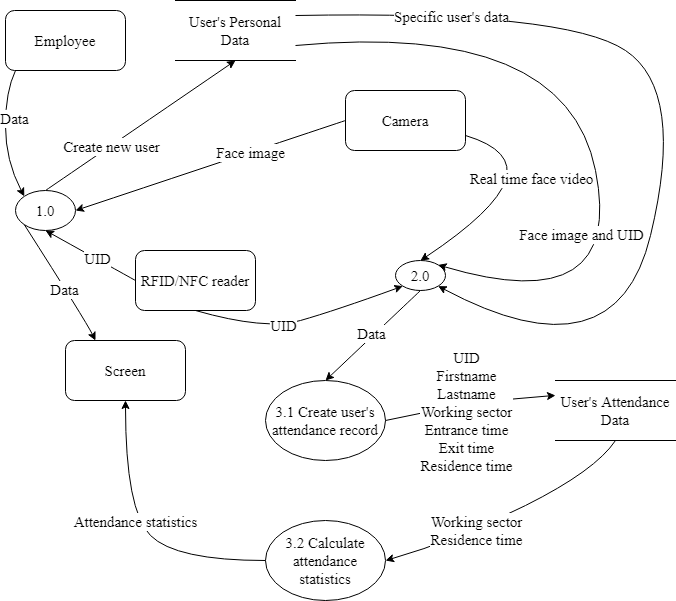 User's Personal
Data
Specific user's data
Employee
Camera
Data
Create new user
Face image
Real time face video
1.0
Face image and UID
UID
RFID/NFC reader
2.0
Data
UID
Data
Screen
UID
Firstname
Lastname
Working sector
Entrance time
Exit time
Residence time
3.1 Create user's
attendance record
User's Attendance
Data
Attendance statistics
Working sector
Residence time
3.2 Calculate
attendance
statistics